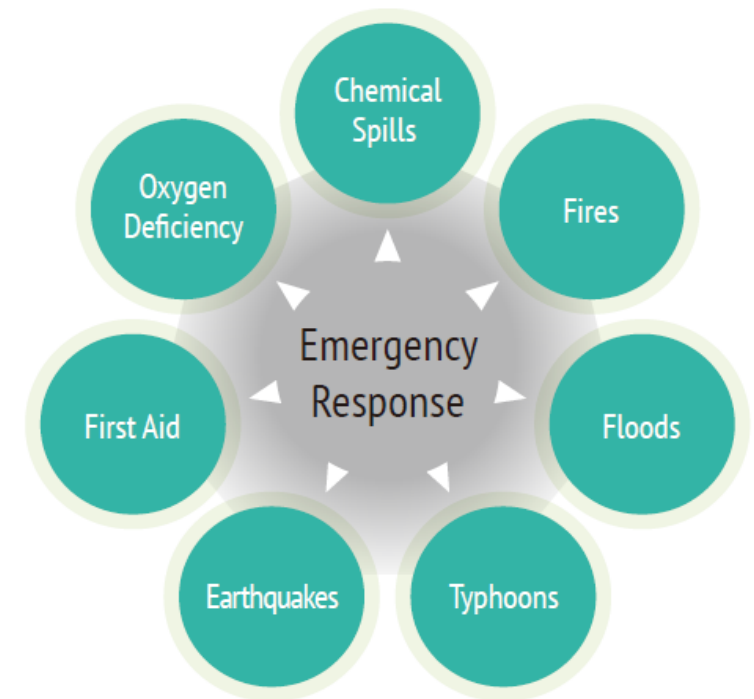 Chemical
Spills
Fires
Floods
Typhoons
Earthquakes
First Aid
Oxygen
Deficiency
Emergency
Response